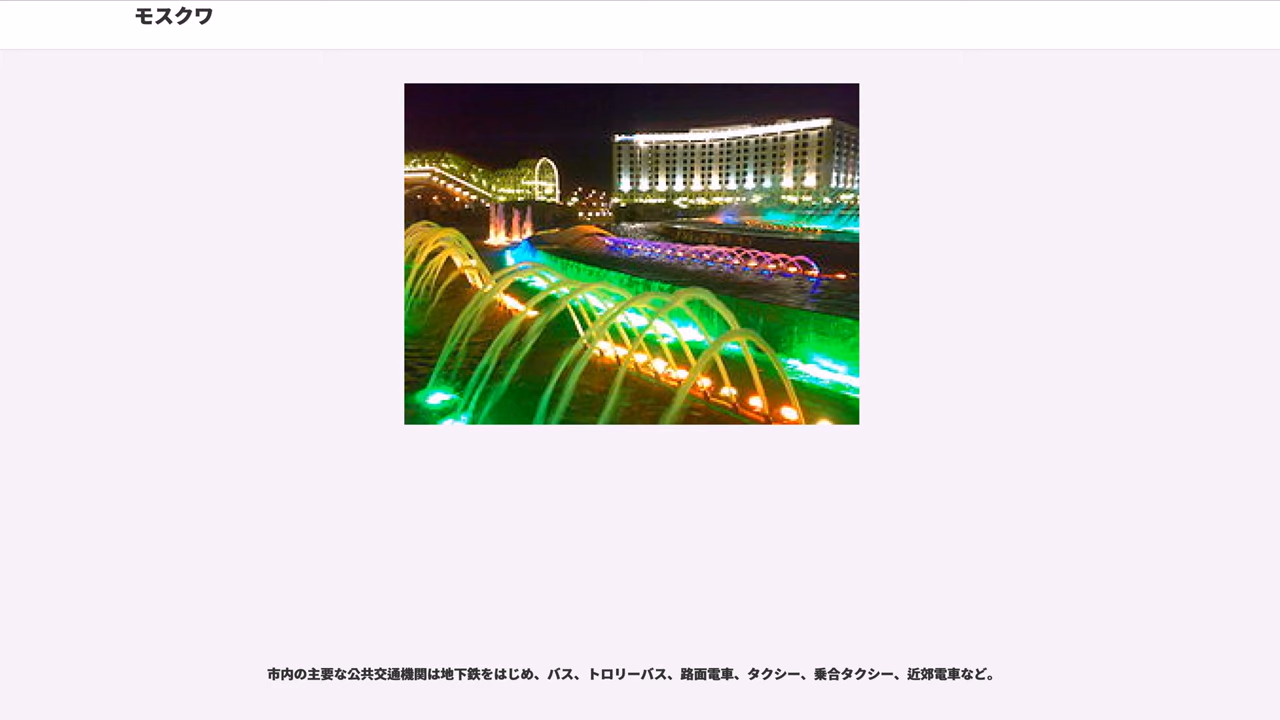 モスクワ
市内の主要な公共交通機関は地下鉄をはじめ、バス、トロリーバス、路面電車、タクシー、乗合タクシー、近郊電車など。